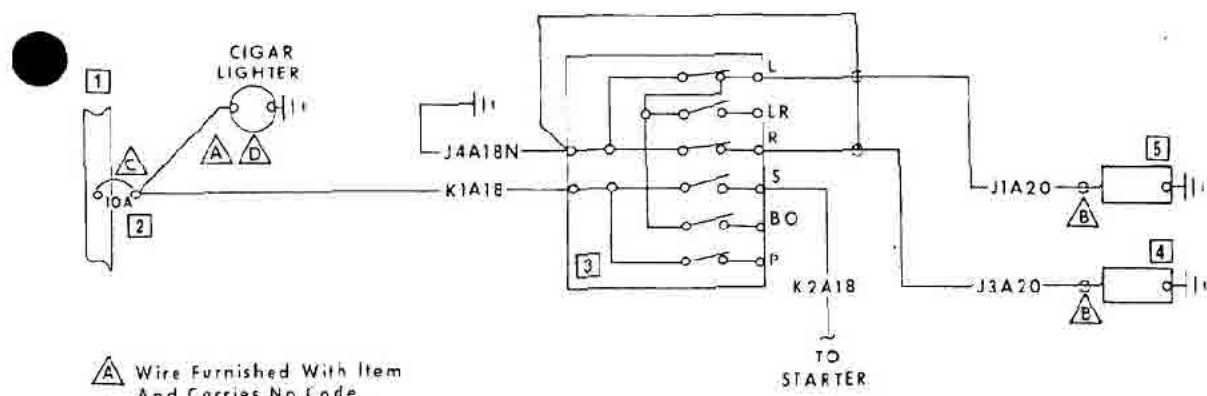 CIGAR
LIGHTER
1
A
D
C
10A
2
J4A18N
K1A18
L
LR
R
S
BO
P
3
K2A18
TO
STARTER
J1A20
B
5
J3A20
B
4
A Wire Furnished With Item
And Carries No Code